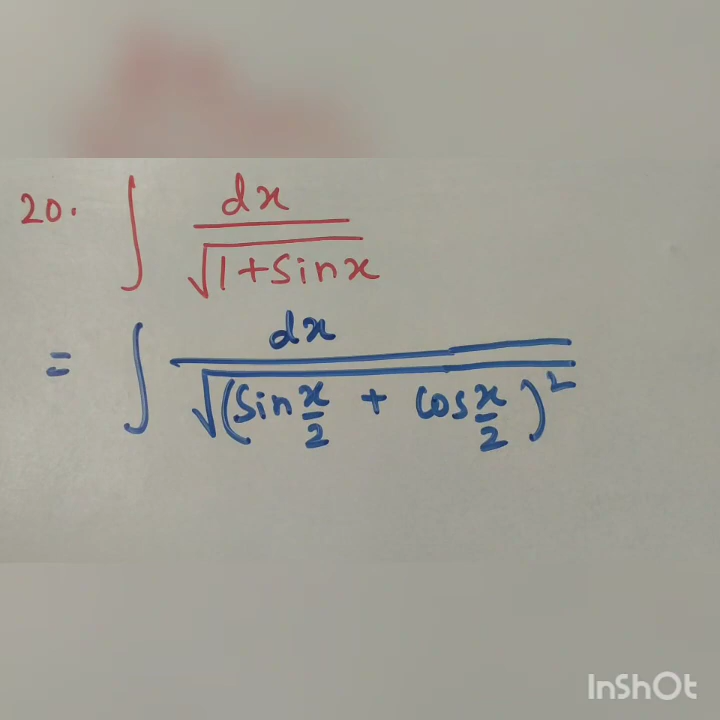 20. ∫ dx / √(1+sinx)
= ∫ dx / √((sin x/2 + cos x/2)²)
InShOt